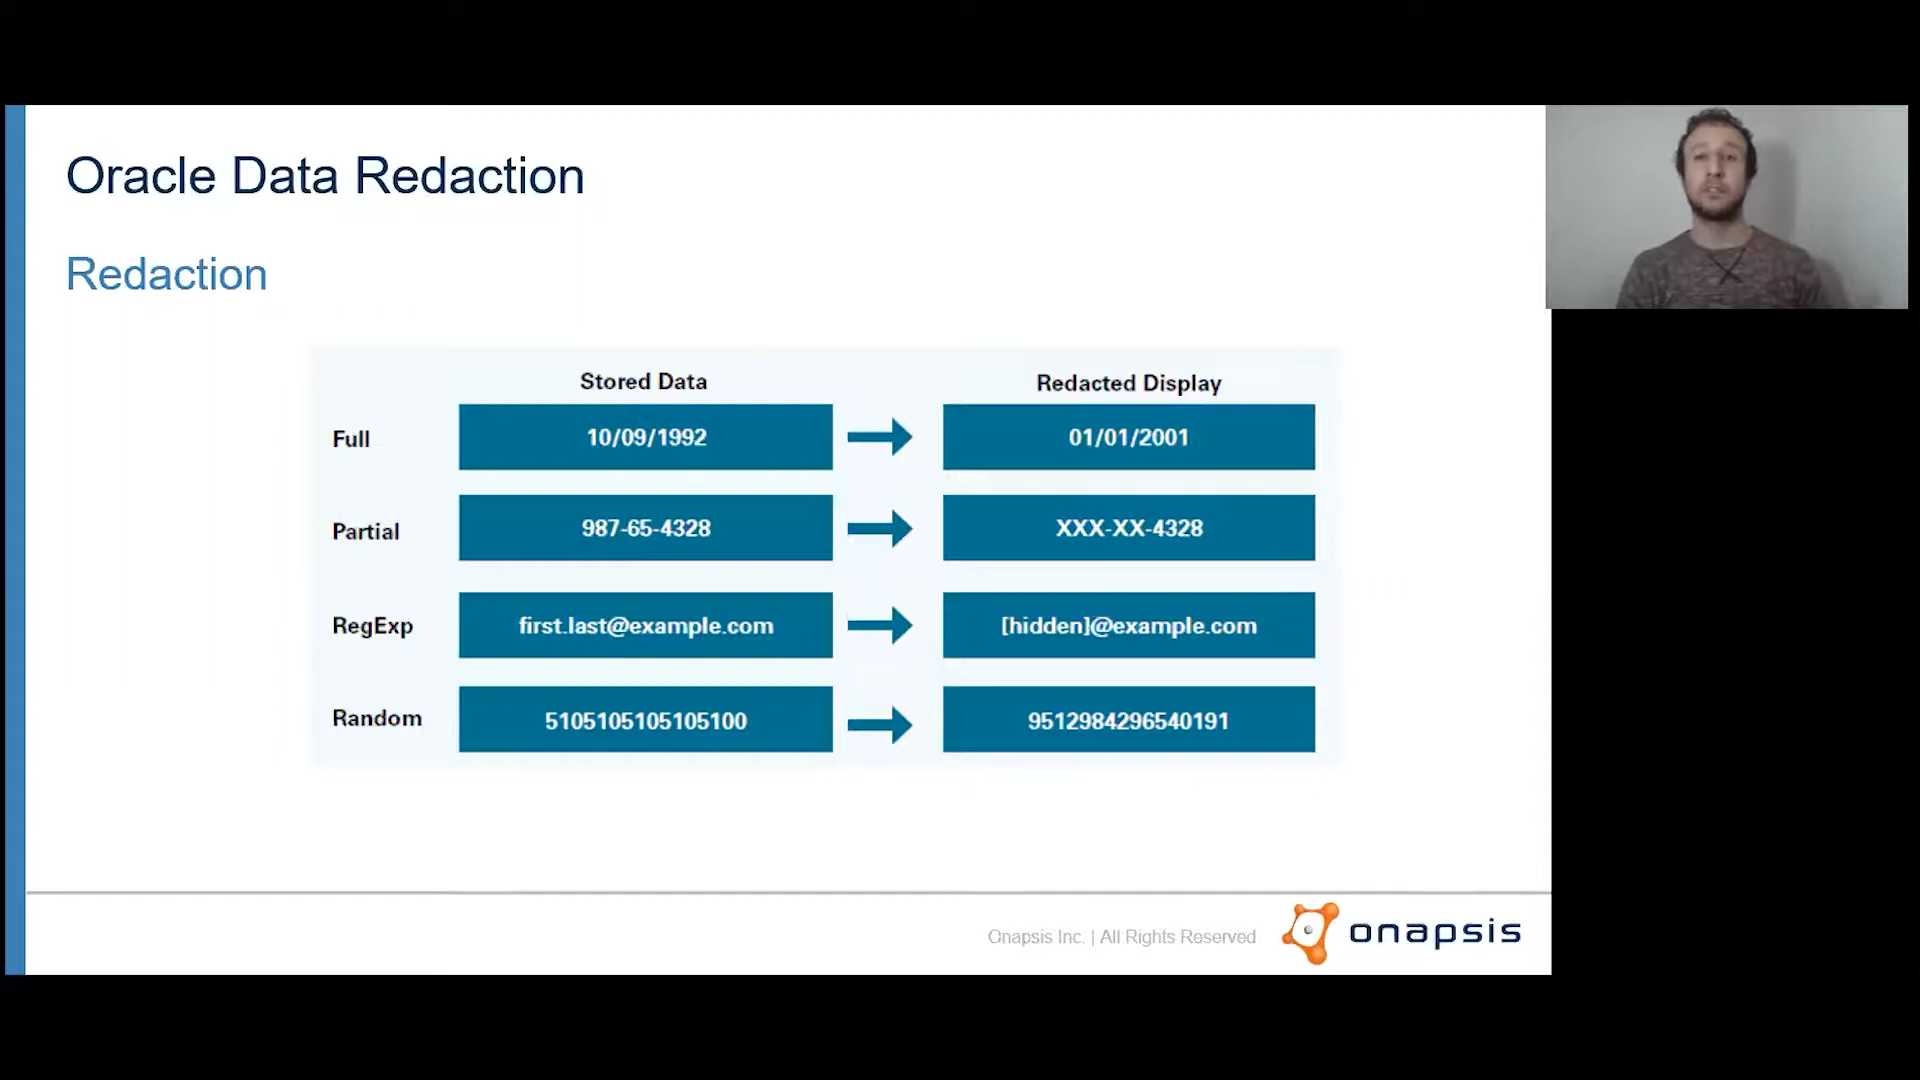 Oracle Data Redaction
Redaction
Stored Data Redacted Display
Full 10/09/1992 01/01/2001
Partial 987-65-4328 XXX-XX-4328
RegExp first.last@example.com [hidden]@example.com
Random 5105105105105100 9512984296540191
Onapsis Inc. | All Rights Reserved onapsis